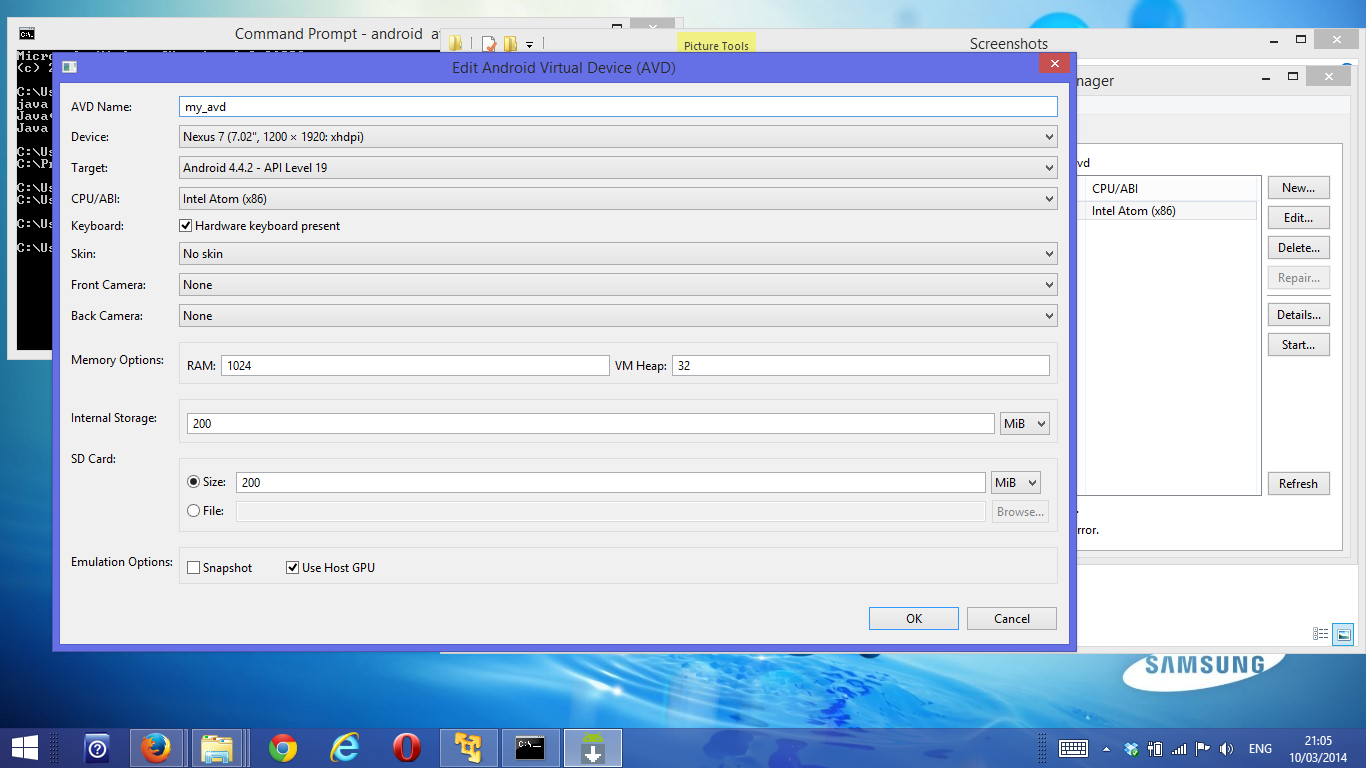 Command Prompt - android
Picture Tools
Screenshots
Micro
(c) 2
Edit Android Virtual Device (AVD)
nager
C:\Us
java
Java
Java
C:\Us
C:\Pr
C:\Us
C:\Us
C:\Us
C:\Us
AVD Name: my_avd
Device: Nexus 7 (7.02", 1200 × 1920: xhdpi)
Target: Android 4.4.2 - API Level 19
CPU/ABI: Intel Atom (x86)
Keyboard: Hardware keyboard present
Skin: No skin
Front Camera: None
Back Camera: None
Memory Options: RAM: 1024 VM Heap: 32
Internal Storage: 200 MiB
SD Card:
Size: 200 MiB
File: Browse...
Emulation Options: Snapshot Use Host GPU
OK Cancel
vd
CPU/ABI
Intel Atom (x86)
New...
Edit...
Delete...
Repair...
Details...
Start...
Refresh
rror.
SAMSUNG
ENG
21:05
10/03/2014